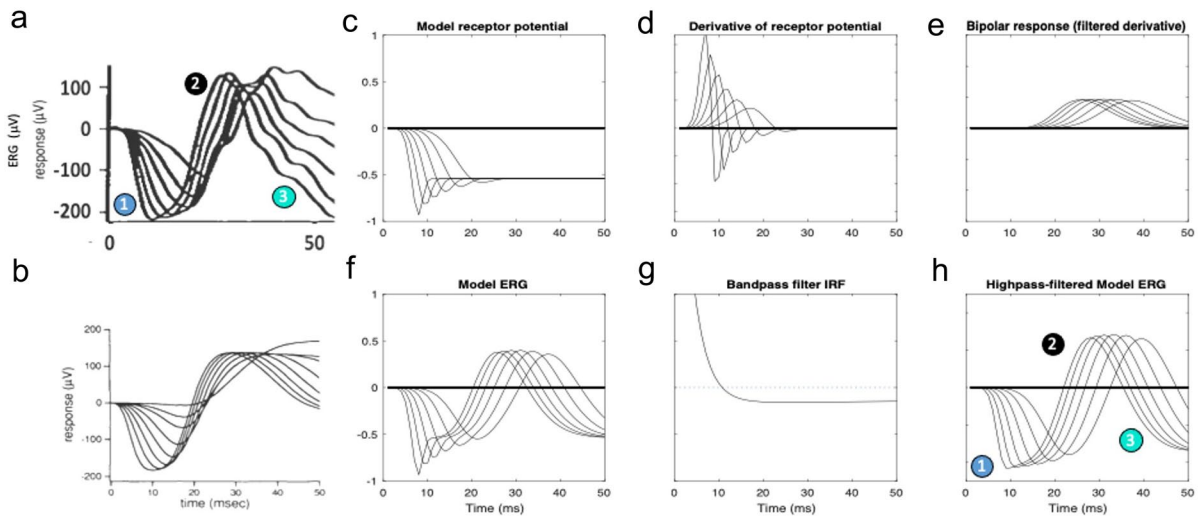 a
ERG (µV)
response (µV)
100
0
-100
-200
1
2
3
- 0 50
c
Model receptor potential
1
0.5
0
-0.5
-1
0 10 20 30 40 50
d
Derivative of receptor potential
0 10 20 30 40 50
e
Bipolar response (filtered derivative)
0 10 20 30 40 50
b
response (µV)
200
100
0
-100
-200
0 10 20 30 40 50
time (msec)
f
Model ERG
1
0.5
0
-0.5
-1
0 10 20 30 40 50
Time (ms)
g
Bandpass filter IRF
0 10 20 30 40 50
Time (ms)
h
Highpass-filtered Model ERG
2
3
1
0 10 20 30 40 50
Time (ms)